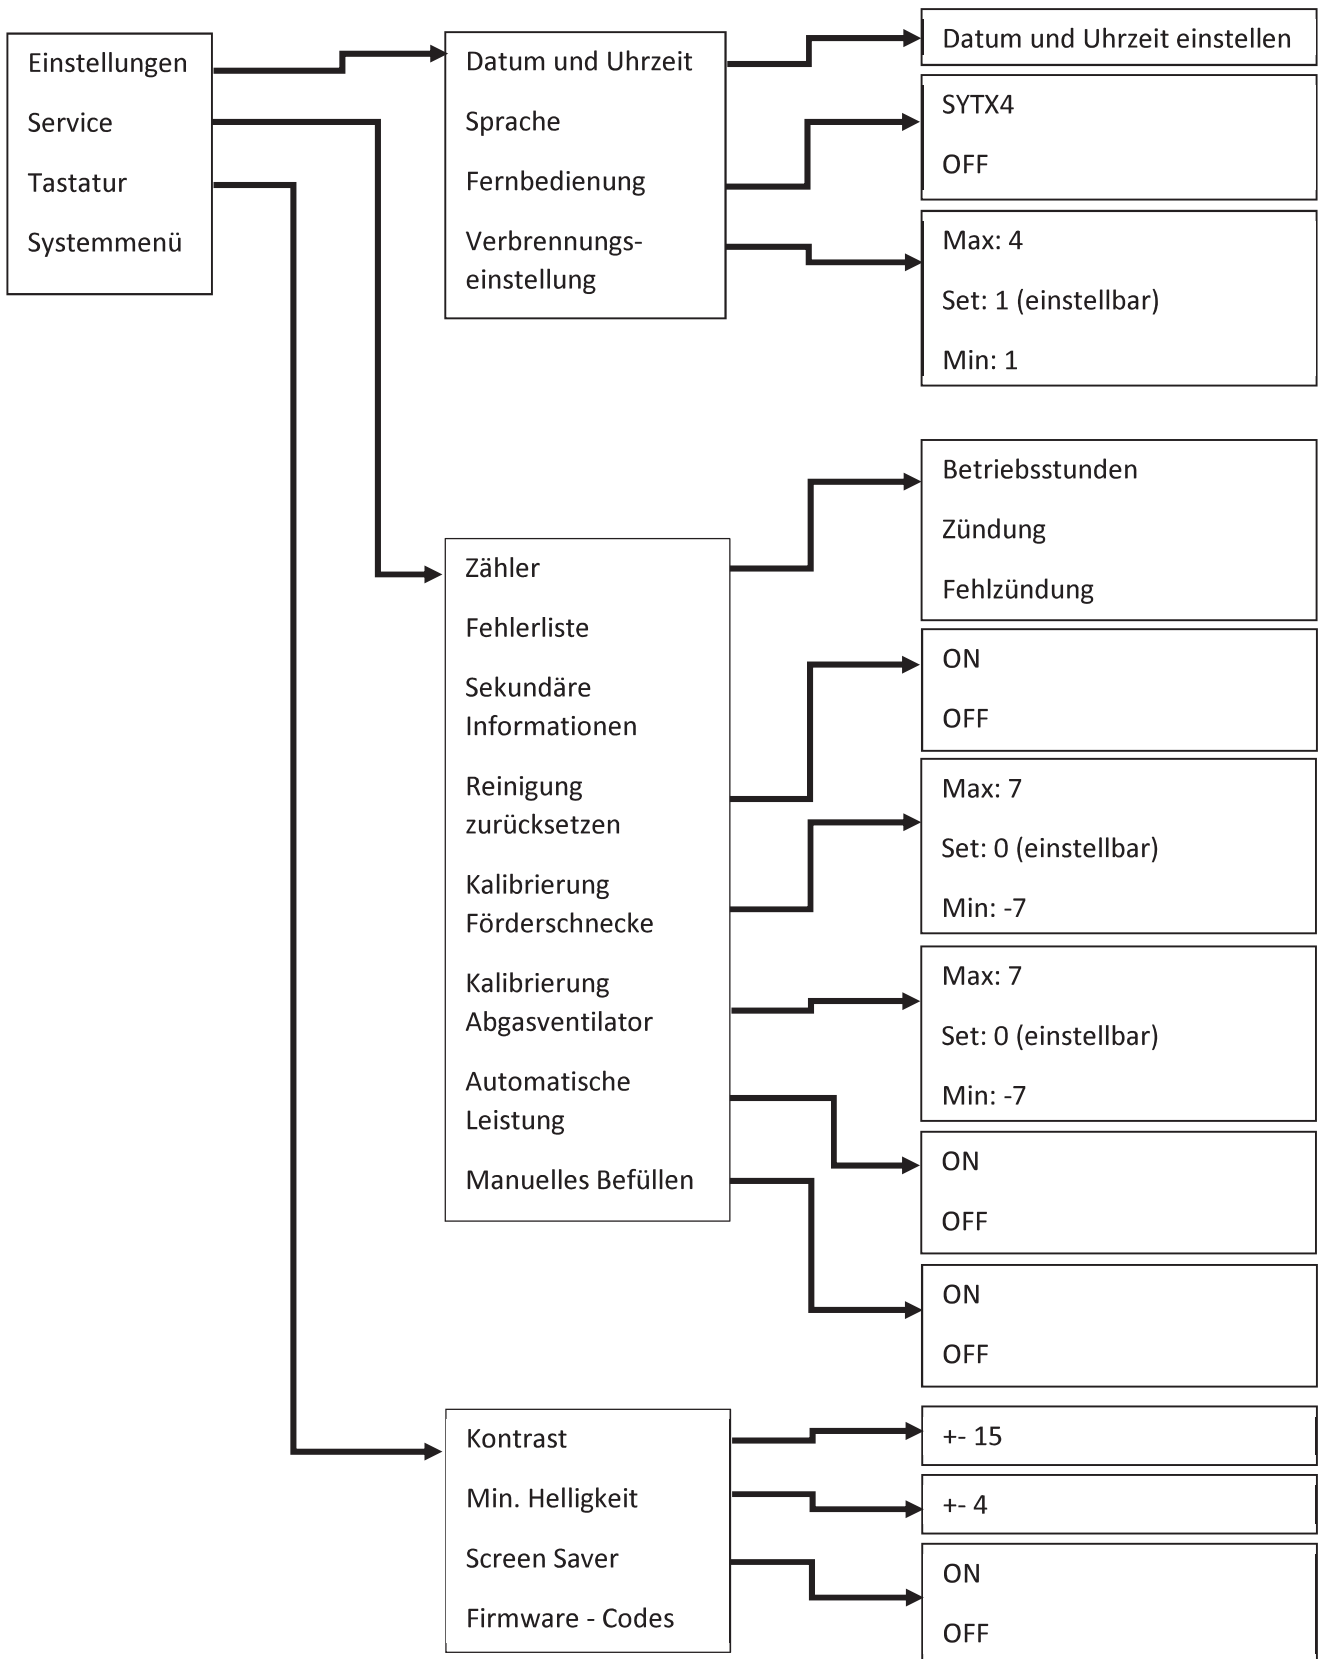 Einstellungen
Service
Tastatur
Systemmenü
Datum und Uhrzeit
Sprache
Fernbedienung
Verbrennungs-
einstellung
Datum und Uhrzeit einstellen
SYTX4
OFF
Max: 4
Set: 1 (einstellbar)
Min: 1
Zähler
Fehlerliste
Sekundäre
Informationen
Reinigung
zurücksetzen
Kalibrierung
Förderschnecke
Kalibrierung
Abgasventilator
Automatische
Leistung
Manuelles Befüllen
Betriebsstunden
Zündung
Fehlzündung
ON
OFF
Max: 7
Set: 0 (einstellbar)
Min: -7
Max: 7
Set: 0 (einstellbar)
Min: -7
ON
OFF
ON
OFF
Kontrast
Min. Helligkeit
Screen Saver
Firmware - Codes
+- 15
+- 4
ON
OFF